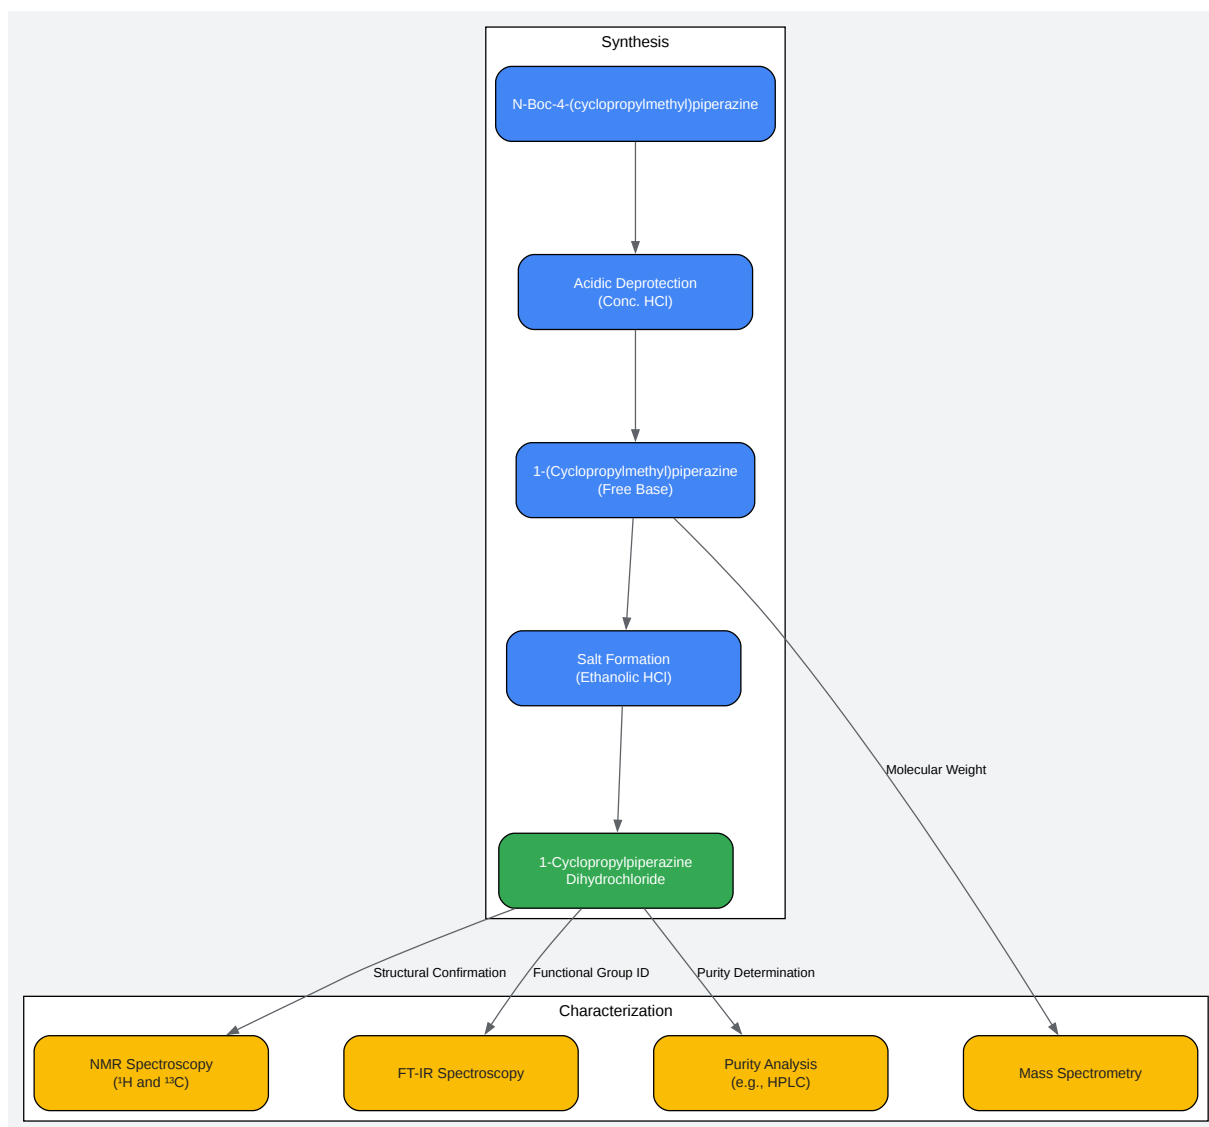 Synthesis
N-Boc-4-(cyclopropylmethyl)piperazine
Acidic Deprotection
(Conc. HCl)
1-(Cyclopropylmethyl)piperazine
(Free Base)
Salt Formation
(Ethanolic HCl)
Molecular Weight
1-Cyclopropylpiperazine
Dihydrochloride
Structural Confirmation
Functional Group ID
Purity Determination
Characterization
NMR Spectroscopy
(¹H and ¹³C)
FT-IR Spectroscopy
Purity Analysis
(e.g., HPLC)
Mass Spectrometry